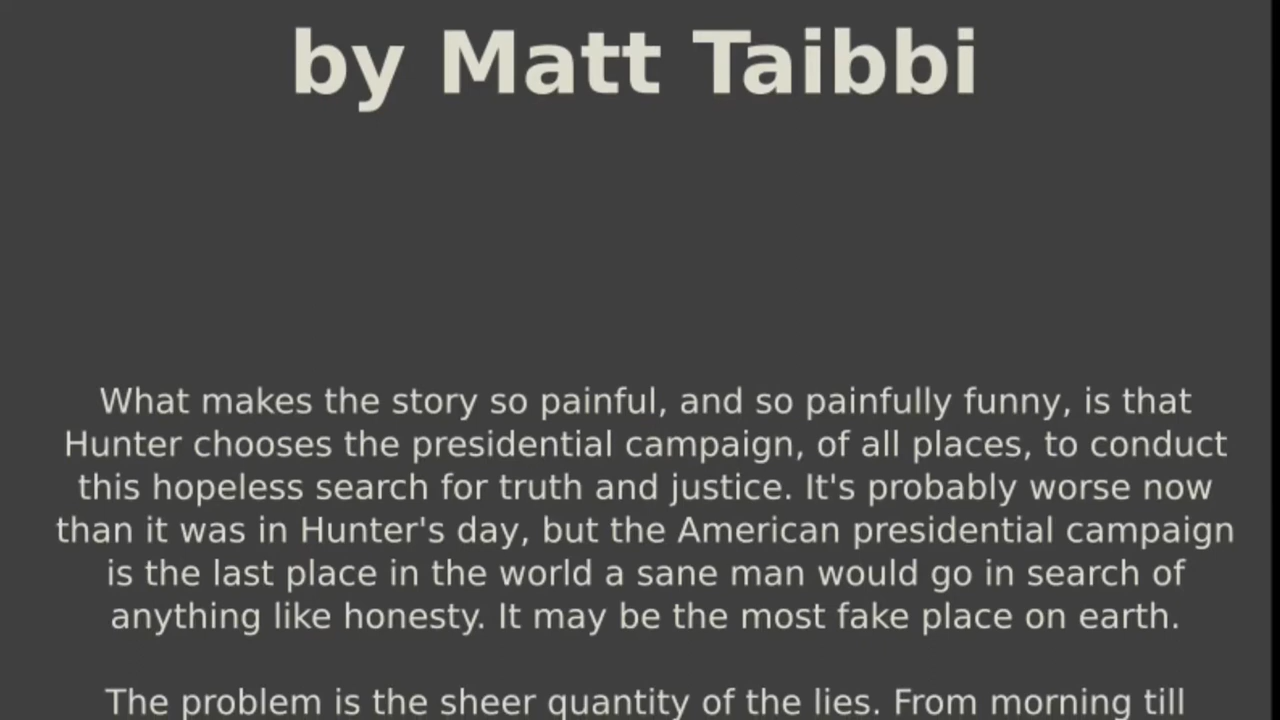 by Matt Taibbi
What makes the story so painful, and so painfully funny, is that
Hunter chooses the presidential campaign, of all places, to conduct
this hopeless search for truth and justice. It's probably worse now
than it was in Hunter's day, but the American presidential campaign
is the last place in the world a sane man would go in search of
anything like honesty. It may be the most fake place on earth.
The problem is the sheer quantity of the lies. From morning till